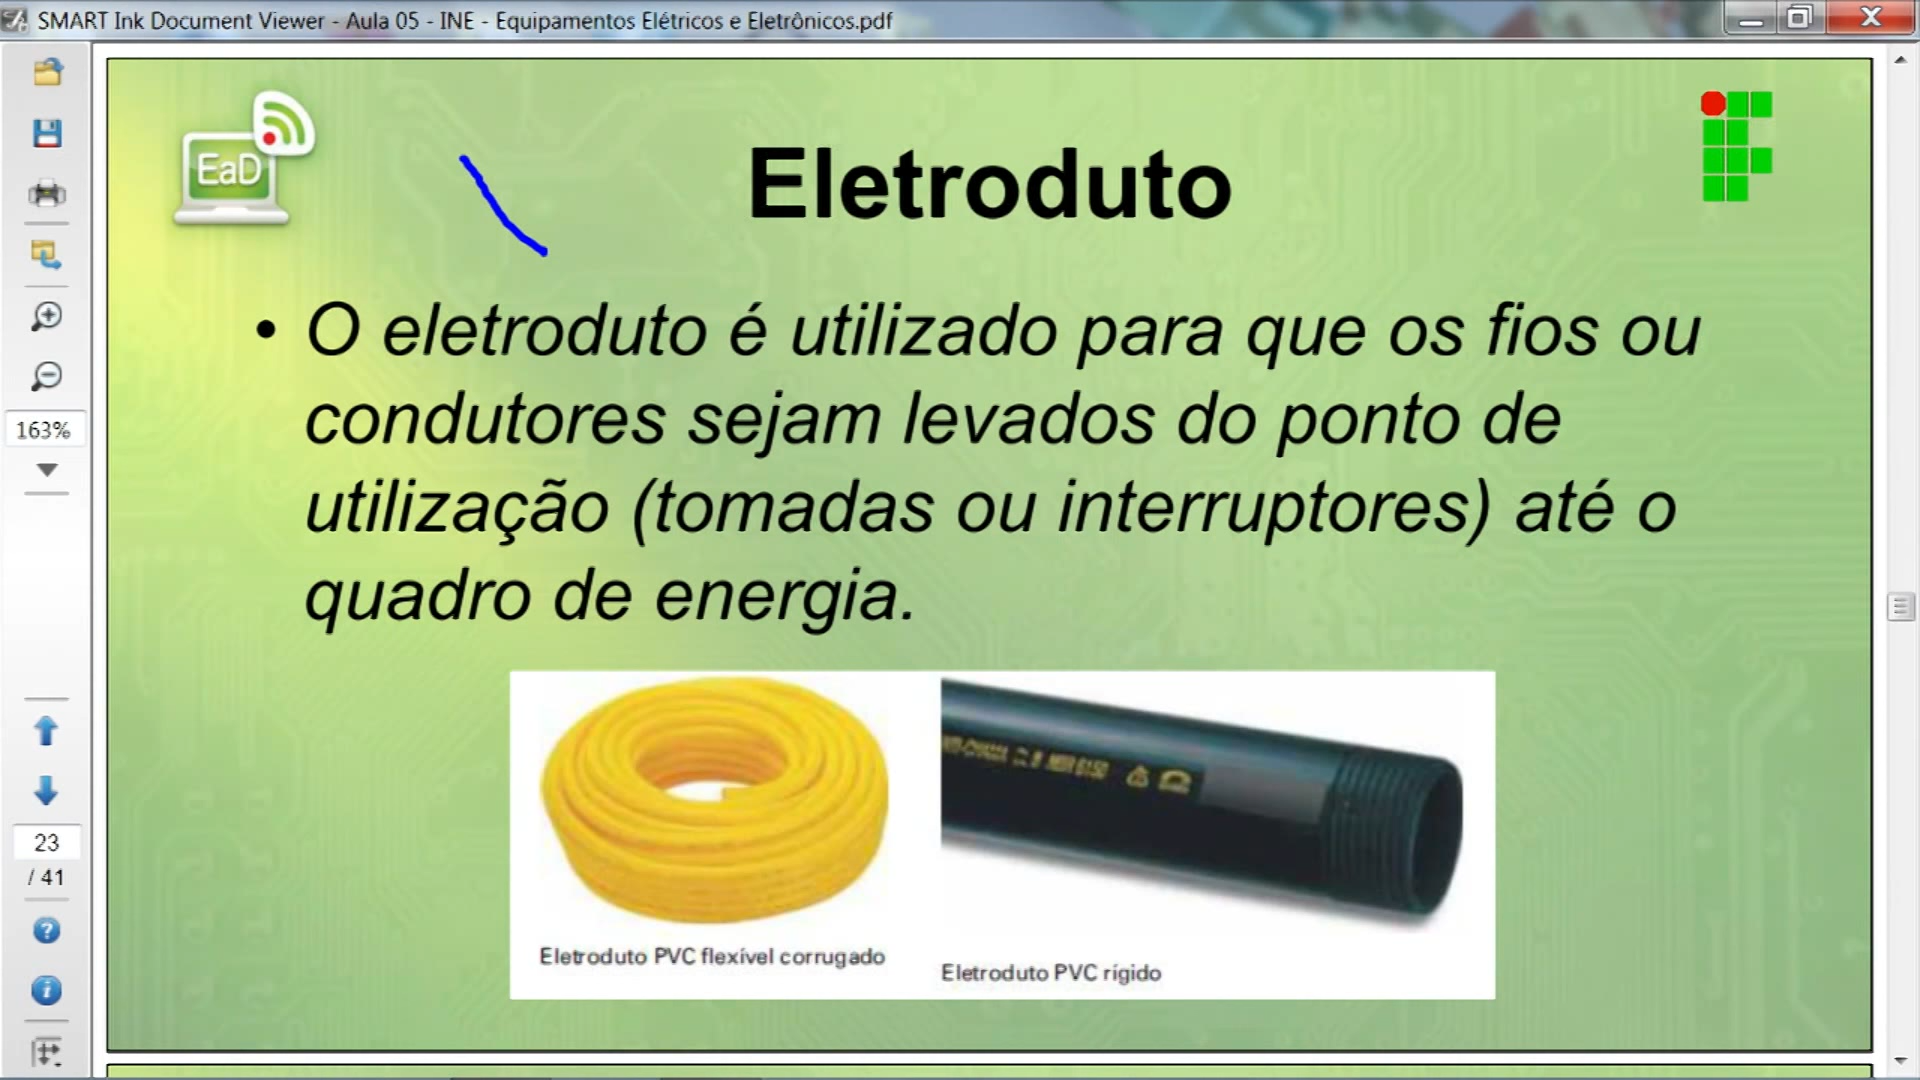 SMART Ink Document Viewer - Aula 05 - INE - Equipamentos Elétricos e Eletrônicos.pdf
EaD
Eletroduto
• O eletroduto é utilizado para que os fios ou
condutores sejam levados do ponto de
utilização (tomadas ou interruptores) até o
quadro de energia.
163%
NBR 6150
Eletroduto PVC flexível corrugado
Eletroduto PVC rígido
23
/ 41